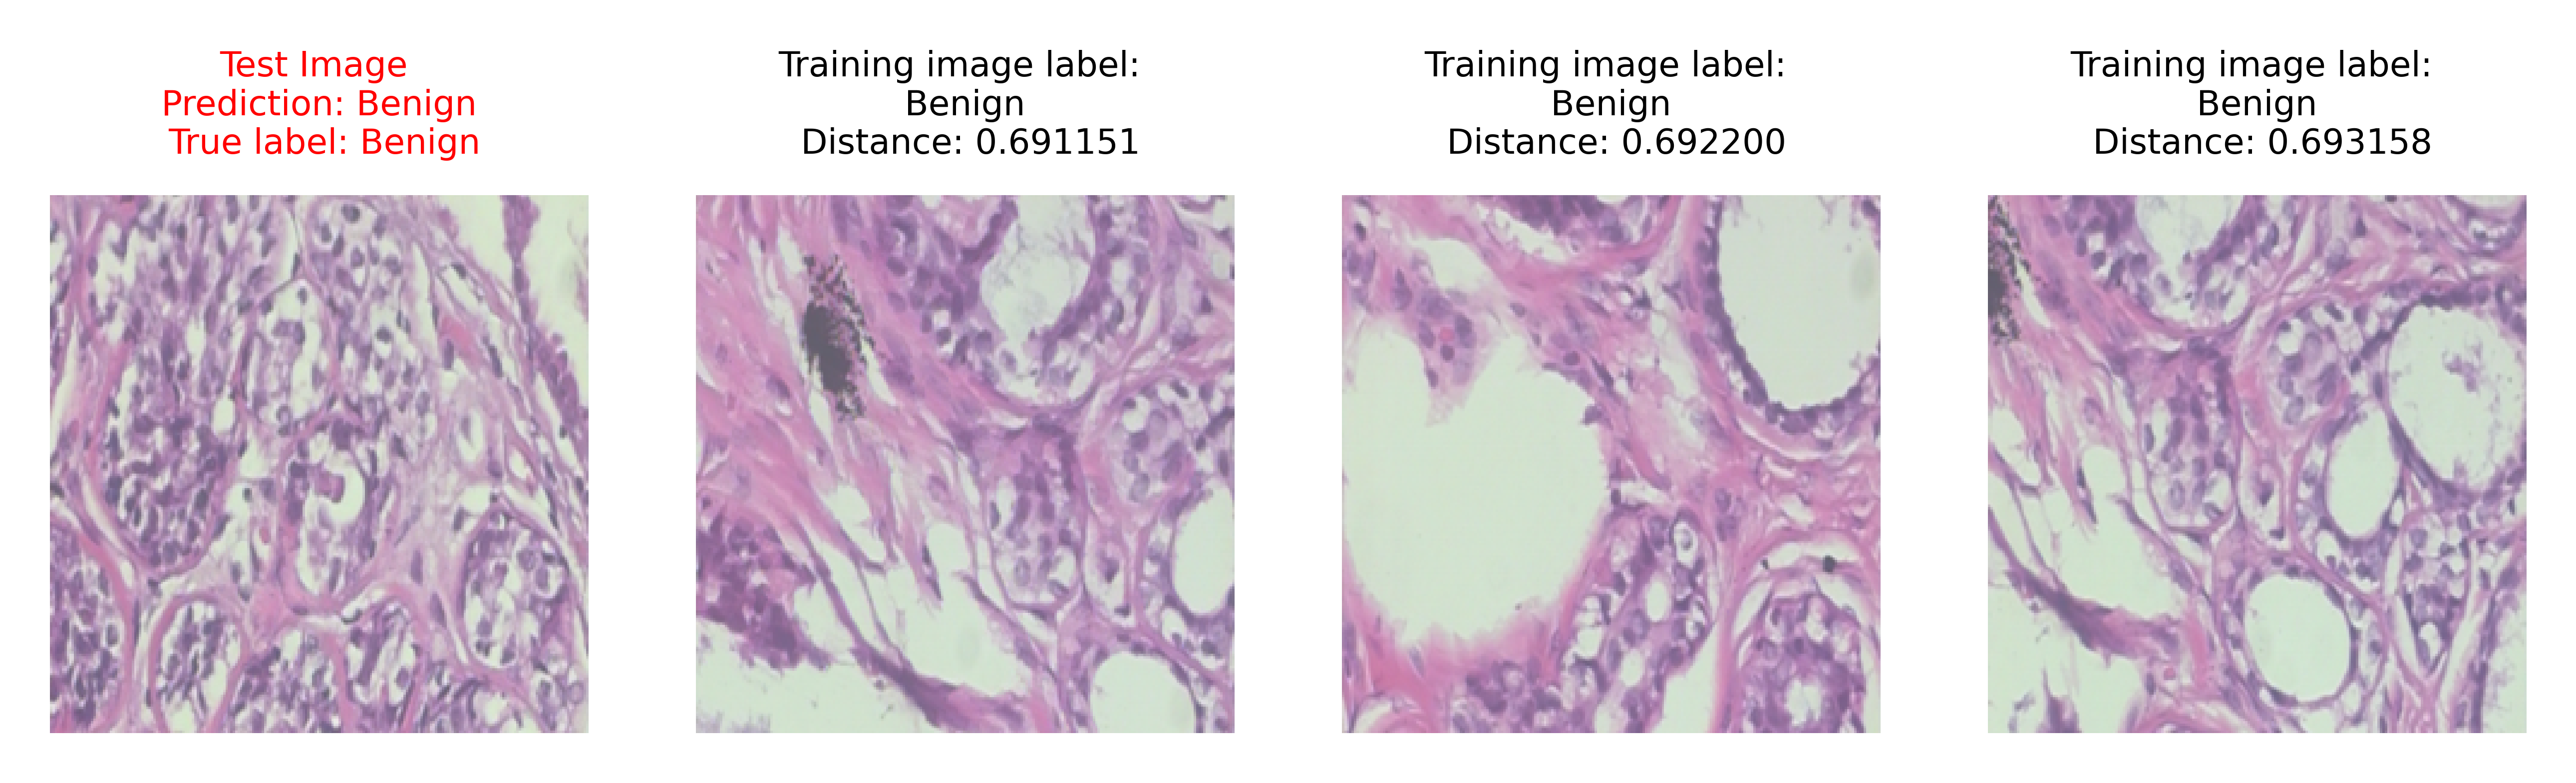 Test Image
Prediction: Benign
True label: Benign
Training image label:
Benign
Distance: 0.691151
Training image label:
Benign
Distance: 0.692200
Training image label:
Benign
Distance: 0.693158